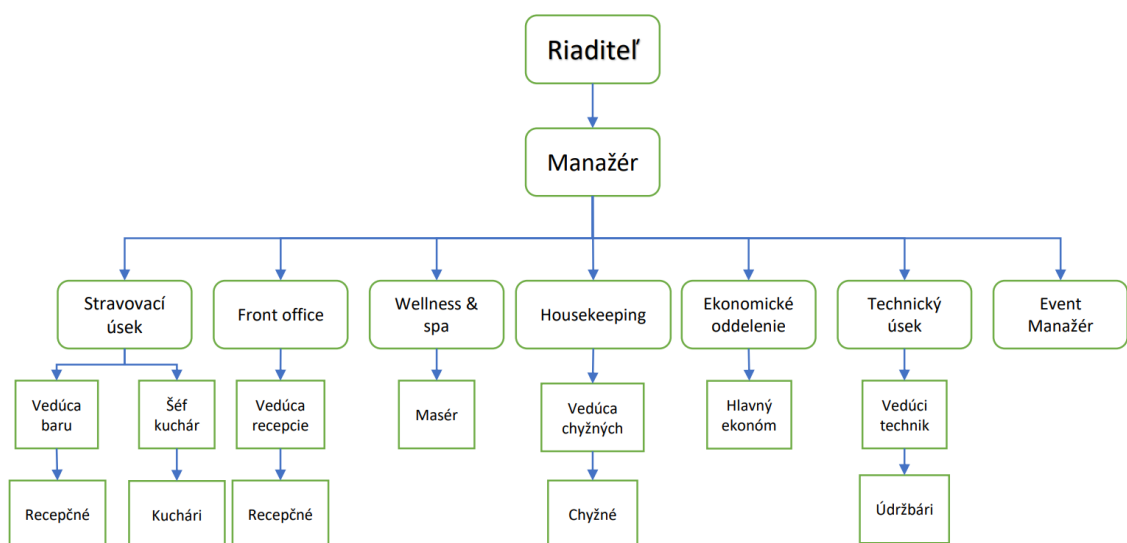 Riaditeľ
Manažér
Stravovací
úsek
Front office
Wellness &
spa
Housekeeping
Ekonomické
oddelenie
Technický
úsek
Event
Manažér
Vedúca
baru
Šéf
kuchár
Vedúca
recepcie
Masér
Vedúca
chyžných
Hlavný
ekonóm
Vedúci
technik
Recepčné
Kuchári
Recepčné
Chyžné
Údržbári